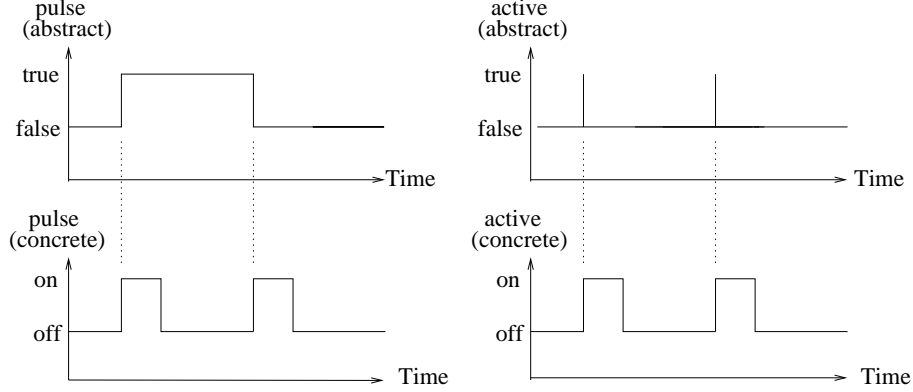 pulse
(abstract)
true
false
Time
active
(abstract)
true
false
Time
pulse
(concrete)
on
off
Time
active
(concrete)
on
off
Time